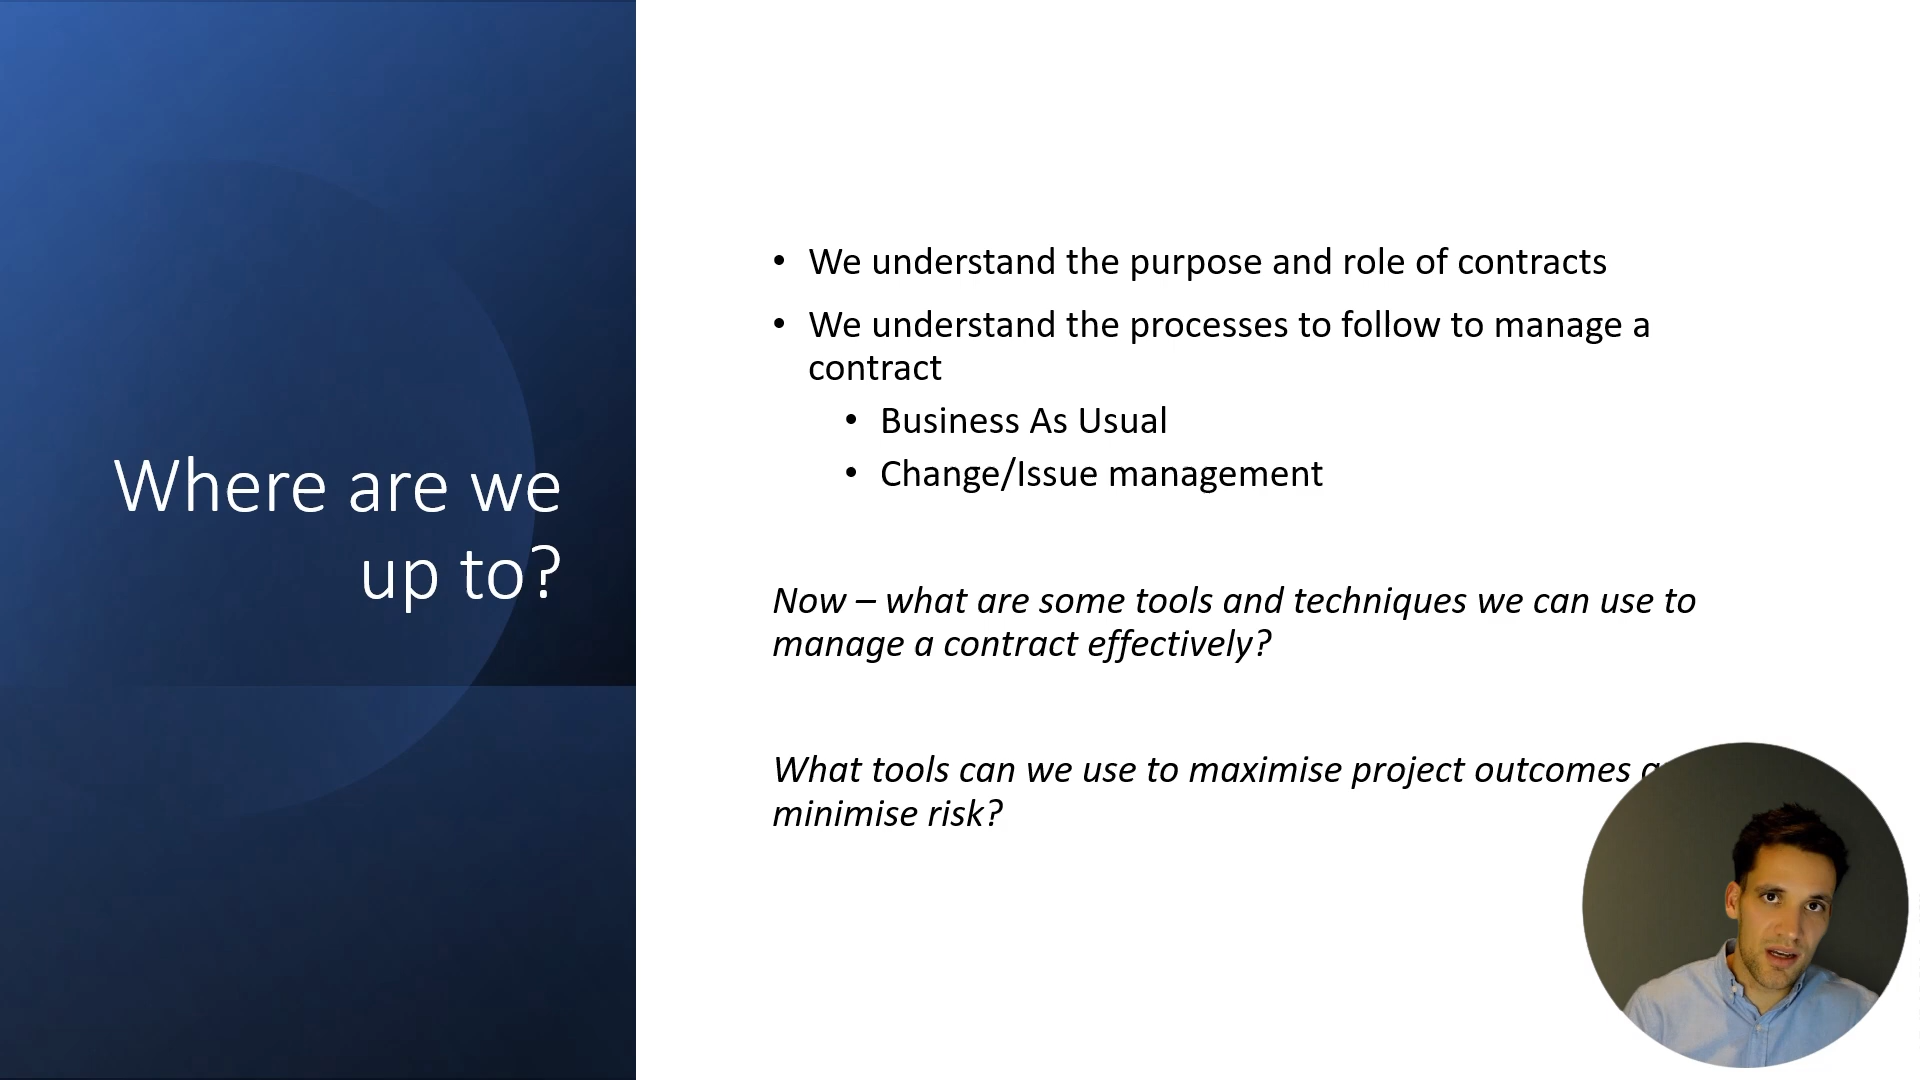 Where are we
up to?
• We understand the purpose and role of contracts
• We understand the processes to follow to manage a
contract
• Business As Usual
• Change/Issue management
Now – what are some tools and techniques we can use to
manage a contract effectively?
What tools can we use to maximise project outcomes
minimise risk?